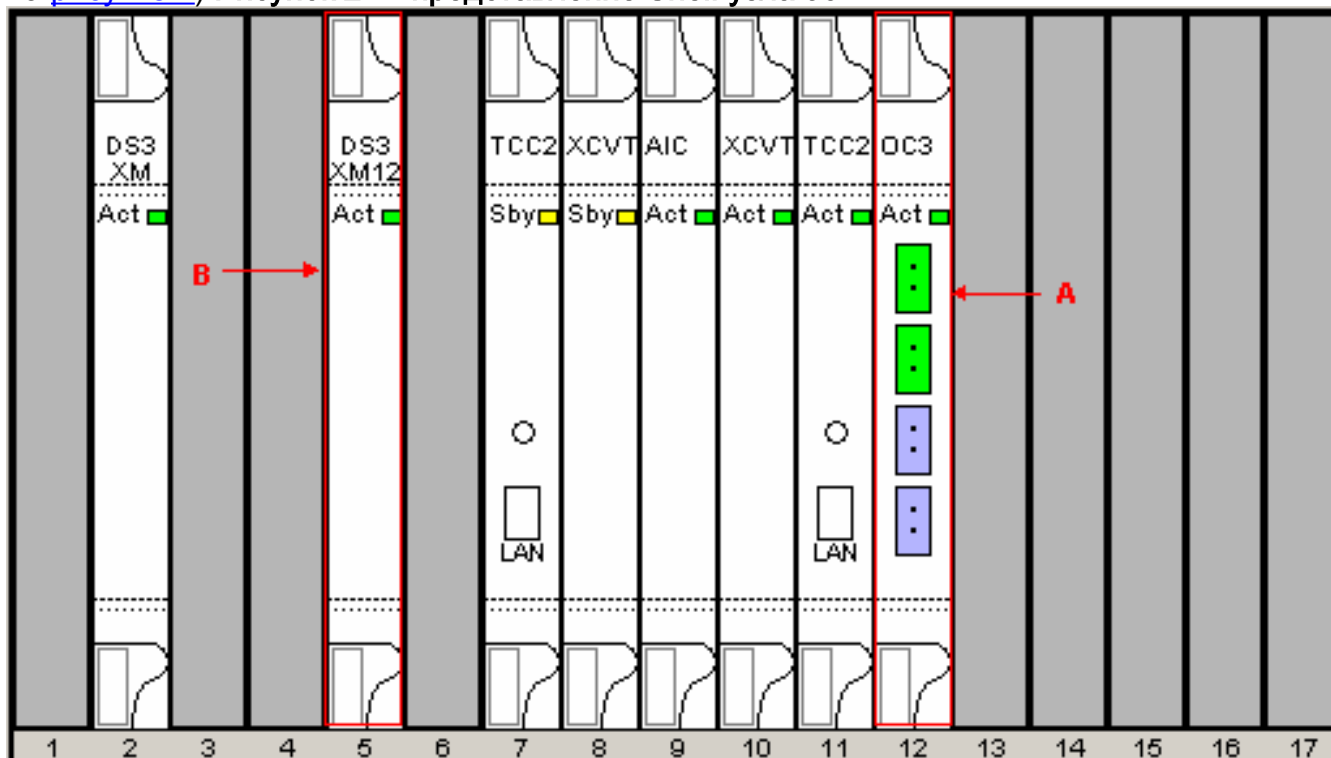 DS3 DS3 TCC2 XCVT AIC XCVT TCC2 OC3
XM XM12
Act Act Sby Sby Act Act Act Act
B
A
LAN LAN
1 2 3 4 5 6 7 8 9 10 11 12 13 14 15 16 17